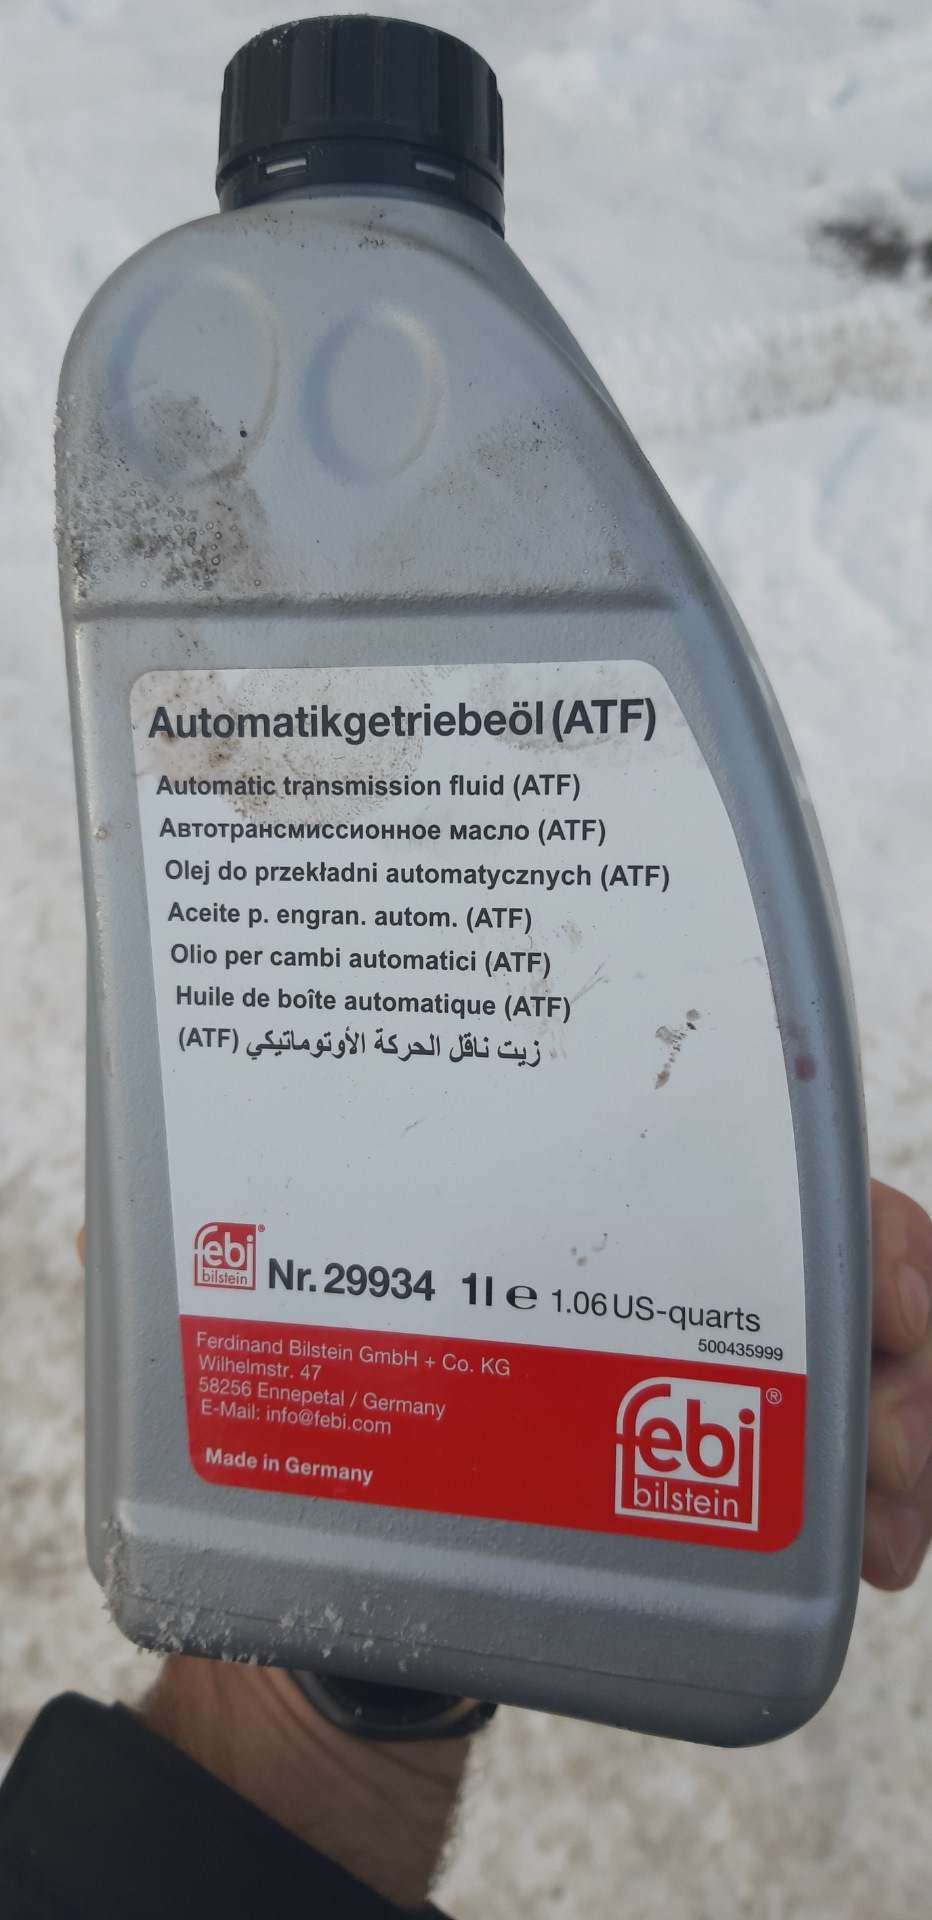 Automatikgetriebeöl (ATF)
Automatic transmission fluid (ATF)
Автотрансмиссионное масло (ATF)
Olej do przekładni automatycznych (ATF)
Aceite p. engran. autom. (ATF)
Olio per cambi automatici (ATF)
Huile de boîte automatique (ATF)
زيت ناقل الحركة الأوتوماتيكي (ATF)
febi®
bilstein
Nr. 29934 1l ℮ 1.06 US-quarts
500435999
Ferdinand Bilstein GmbH + Co. KG
Wilhelmstr. 47
58256 Ennepetal / Germany
E-Mail: info@febi.com
Made in Germany
febi®
bilstein